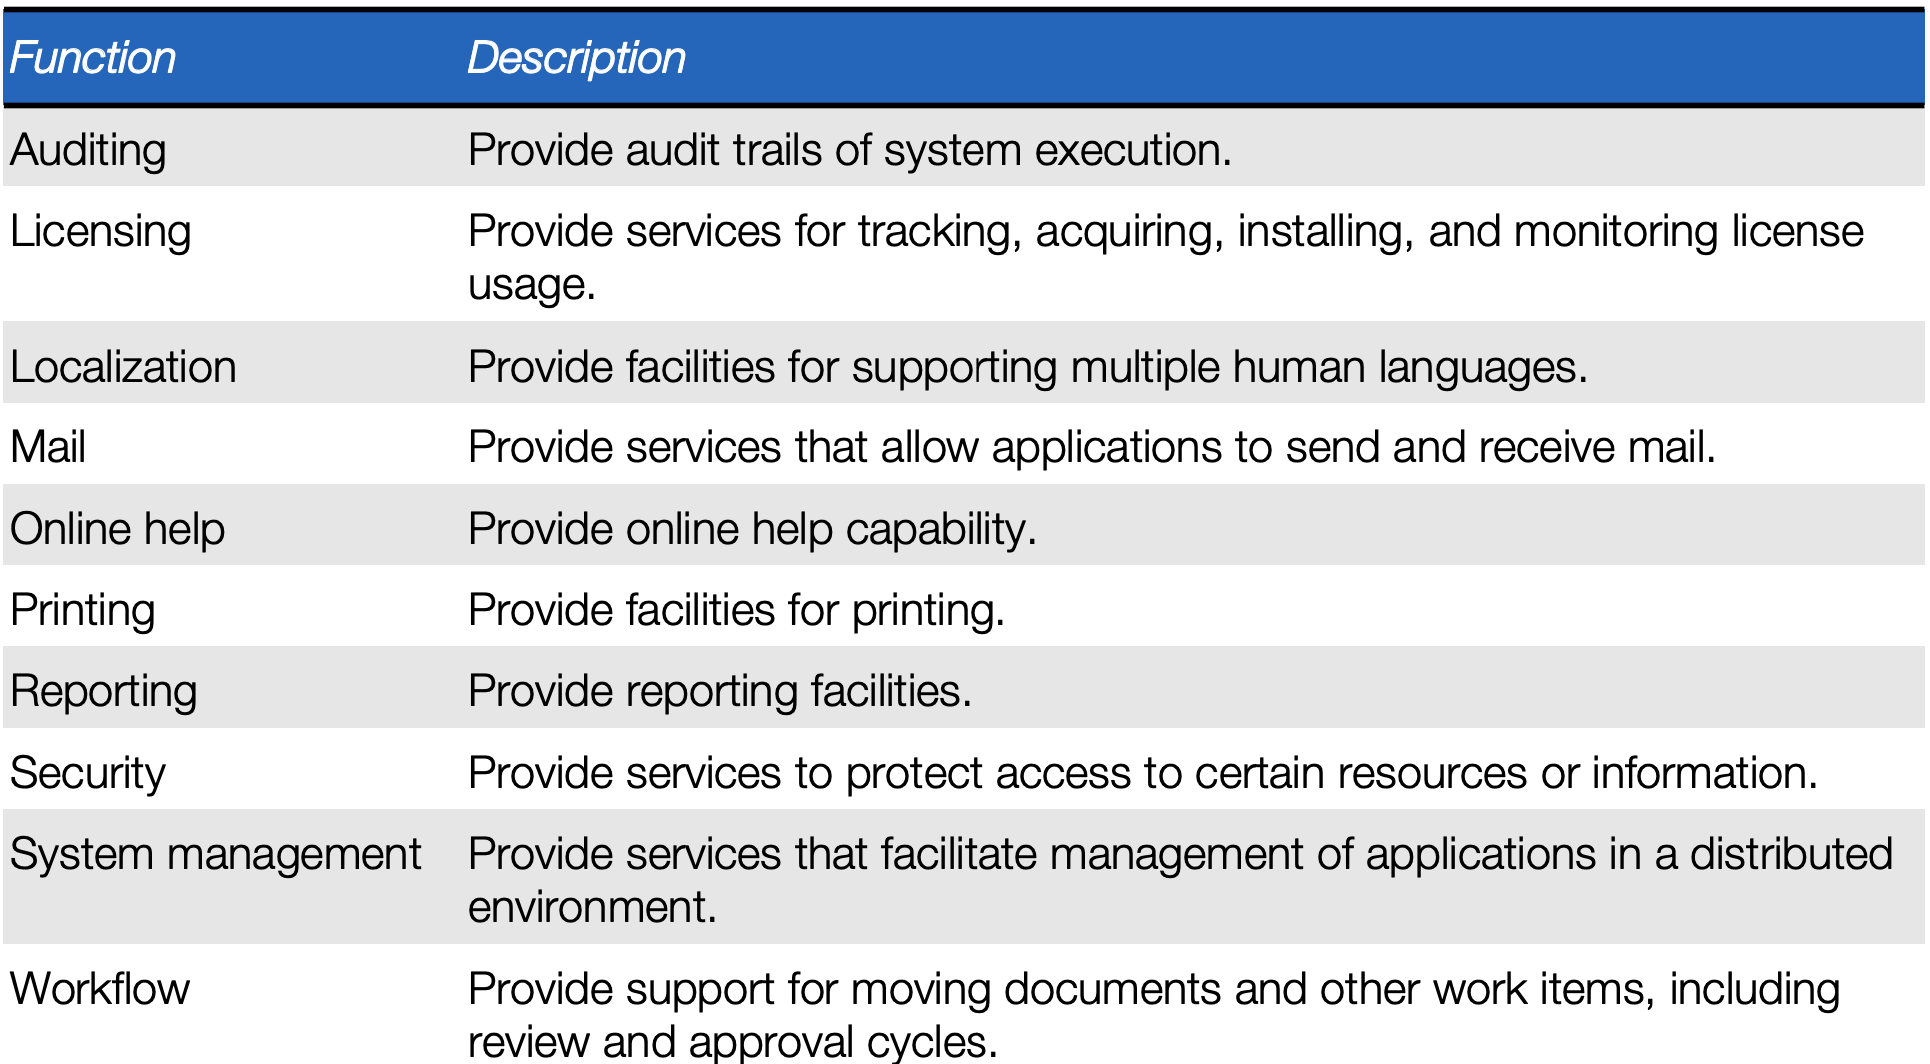 Function Description
Auditing Provide audit trails of system execution.
Licensing Provide services for tracking, acquiring, installing, and monitoring license
usage.
Localization Provide facilities for supporting multiple human languages.
Mail Provide services that allow applications to send and receive mail.
Online help Provide online help capability.
Printing Provide facilities for printing.
Reporting Provide reporting facilities.
Security Provide services to protect access to certain resources or information.
System management Provide services that facilitate management of applications in a distributed
environment.
Workflow Provide support for moving documents and other work items, including
review and approval cycles.